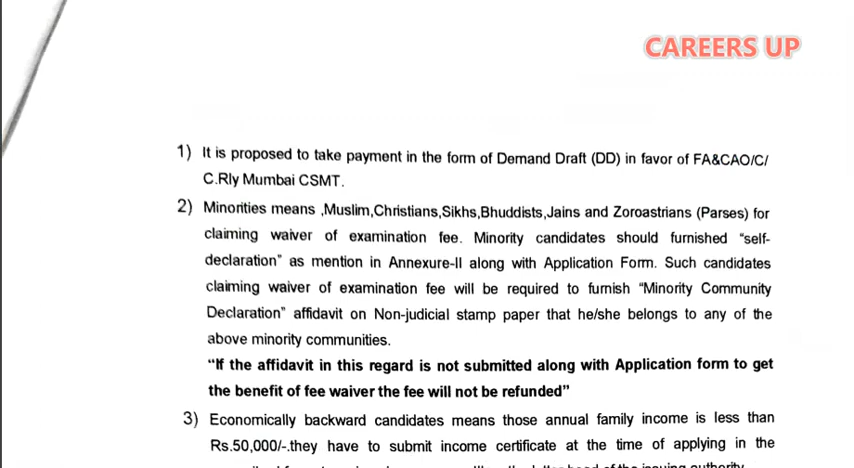 CAREERS UP
1) It is proposed to take payment in the form of Demand Draft (DD) in favor of FA&CAO/C/
C.Rly Mumbai CSMT.
2) Minorities means ,Muslim,Christians,Sikhs,Bhuddists,Jains and Zoroastrians (Parses) for
claiming waiver of examination fee. Minority candidates should furnished "self-
declaration" as mention in Annexure-II along with Application Form. Such candidates
claiming waiver of examination fee will be required to furnish "Minority Community
Declaration" affidavit on Non-judicial stamp paper that he/she belongs to any of the
above minority communities.
"If the affidavit in this regard is not submitted along with Application form to get
the benefit of fee waiver the fee will not be refunded"
3) Economically backward candidates means those annual family income is less than
Rs.50,000/-.they have to submit income certificate at the time of applying in the
of the issuing authority